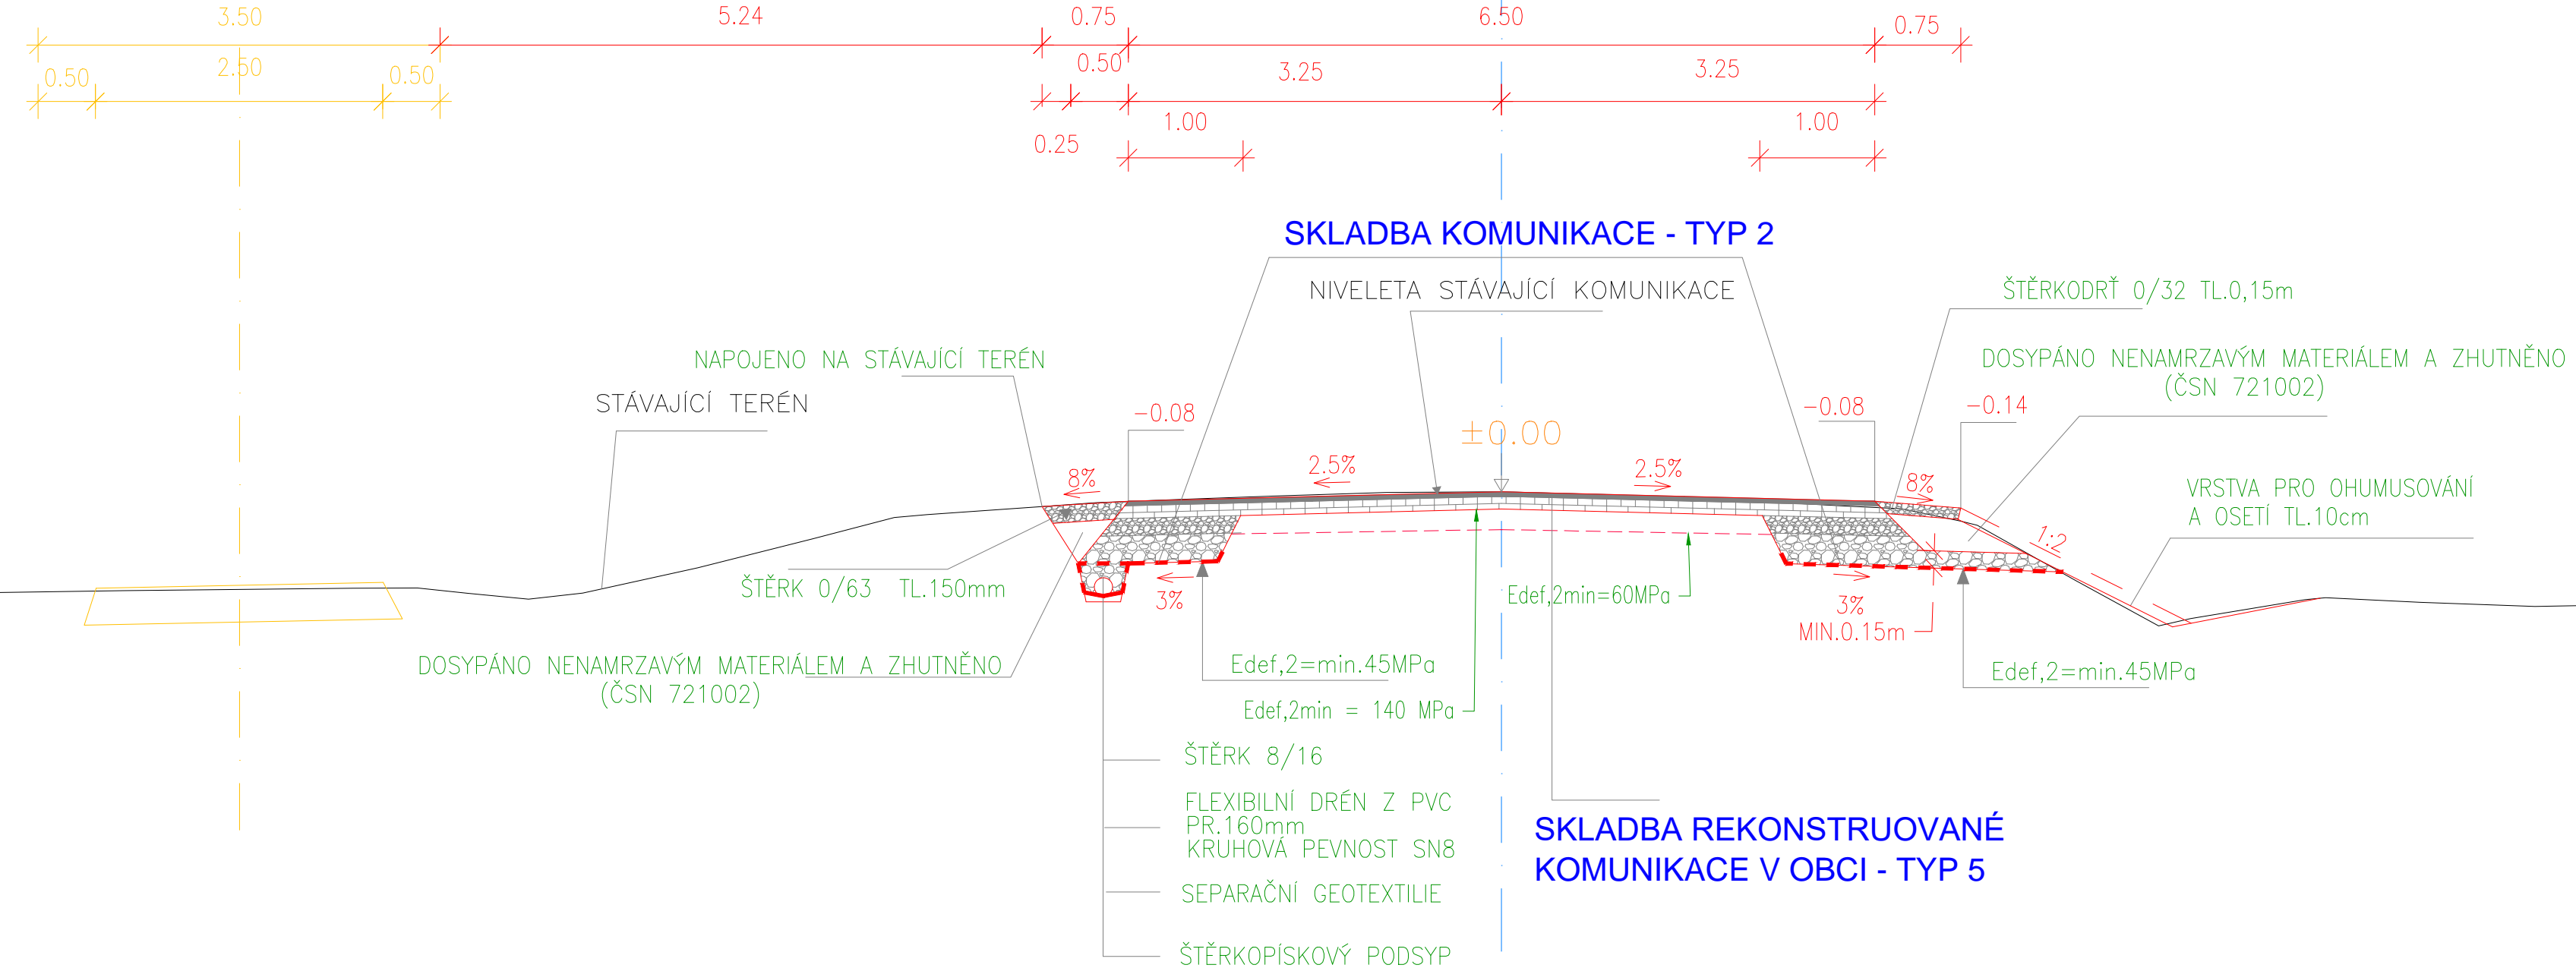 3.50
5.24
0.75
6.50
0.75
0.50
2.50
0.50
0.50
3.25
3.25
0.25
1.00
1.00
SKLADBA KOMUNIKACE - TYP 2
NIVELETA STÁVAJÍCÍ KOMUNIKACE
ŠTĚRKODRŤ 0/32 TL.0,15m
NAPOJENO NA STÁVAJÍCÍ TERÉN
DOSYPÁNO NENAMRZAVÝM MATERIÁLEM A ZHUTNĚNO
(ČSN 721002)
STÁVAJÍCÍ TERÉN
-0.08
-0.08
-0.14
±0.00
8%
2.5%
2.5%
8%
VRSTVA PRO OHUMUSOVÁNÍ
A OSETÍ TL.10cm
1:2
ŠTĚRK 0/63 TL.150mm
3%
Edef,2min=60MPa
3%
MIN.0.15m
DOSYPÁNO NENAMRZAVÝM MATERIÁLEM A ZHUTNĚNO
(ČSN 721002)
Edef,2=min.45MPa
Edef,2=min.45MPa
Edef,2min = 140 MPa
ŠTĚRK 8/16
FLEXIBILNÍ DRÉN Z PVC
PR.160mm
KRUHOVÁ PEVNOST SN8
SEPARAČNÍ GEOTEXTILIE
ŠTĚRKOPÍSKOVÝ PODSYP
SKLADBA REKONSTRUOVANÉ
KOMUNIKACE V OBCI - TYP 5